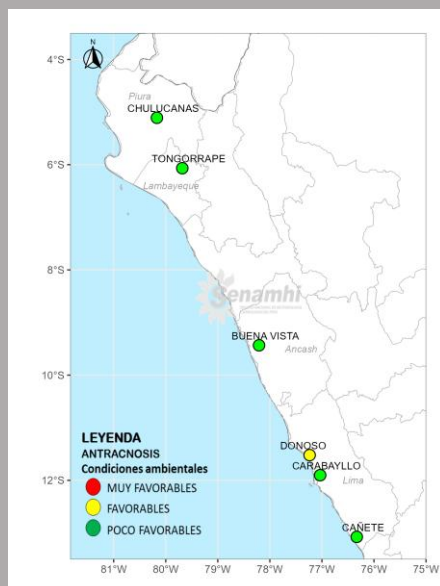 N
4°S
Piura
CHULUCANAS
6°S
TONGORRAPE
Lambayeque
8°S
Senamhi
BUENA VISTA
Ancash
10°S
LEYENDA
ANTRACNOSIS
Condiciones ambientales
MUY FAVORABLES
FAVORABLES
POCO FAVORABLES
DONOSO
CARABAYLLO
12°S
Lima
CAÑETE
81°W
80°W
79°W
78°W
77°W
76°W
75°W